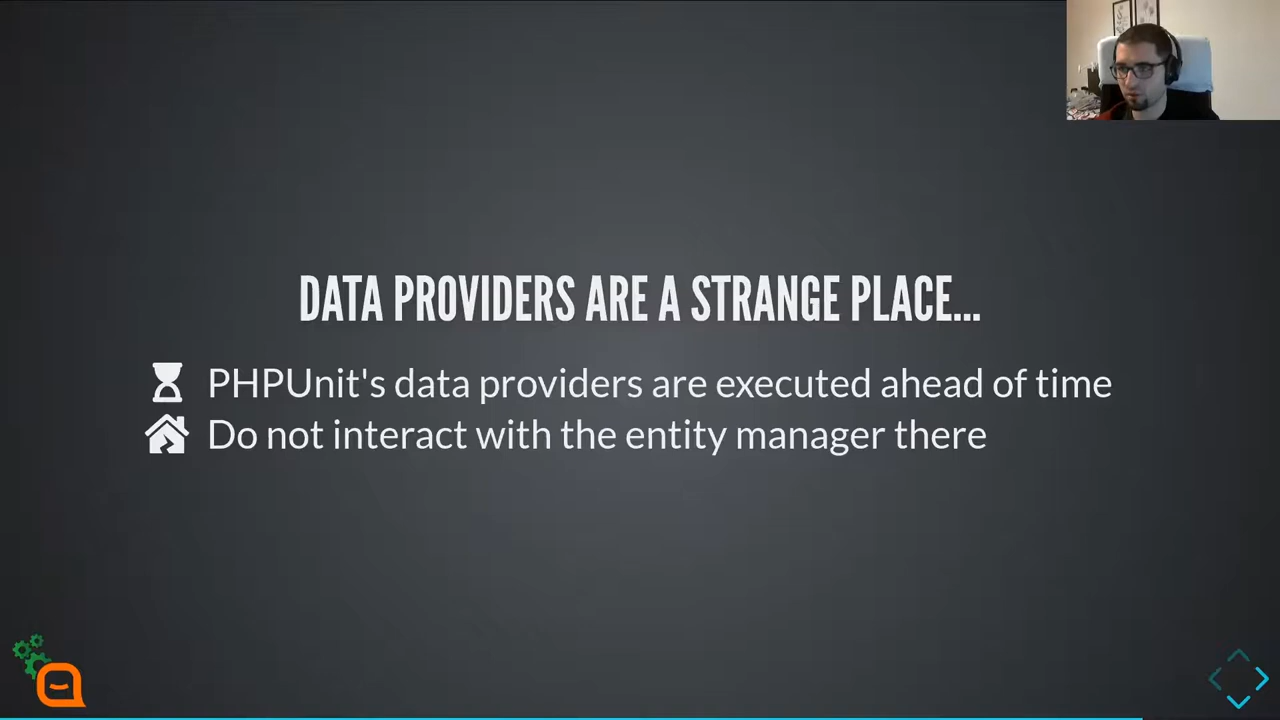 DATA PROVIDERS ARE A STRANGE PLACE...
PHPUnit's data providers are executed ahead of time
Do not interact with the entity manager there